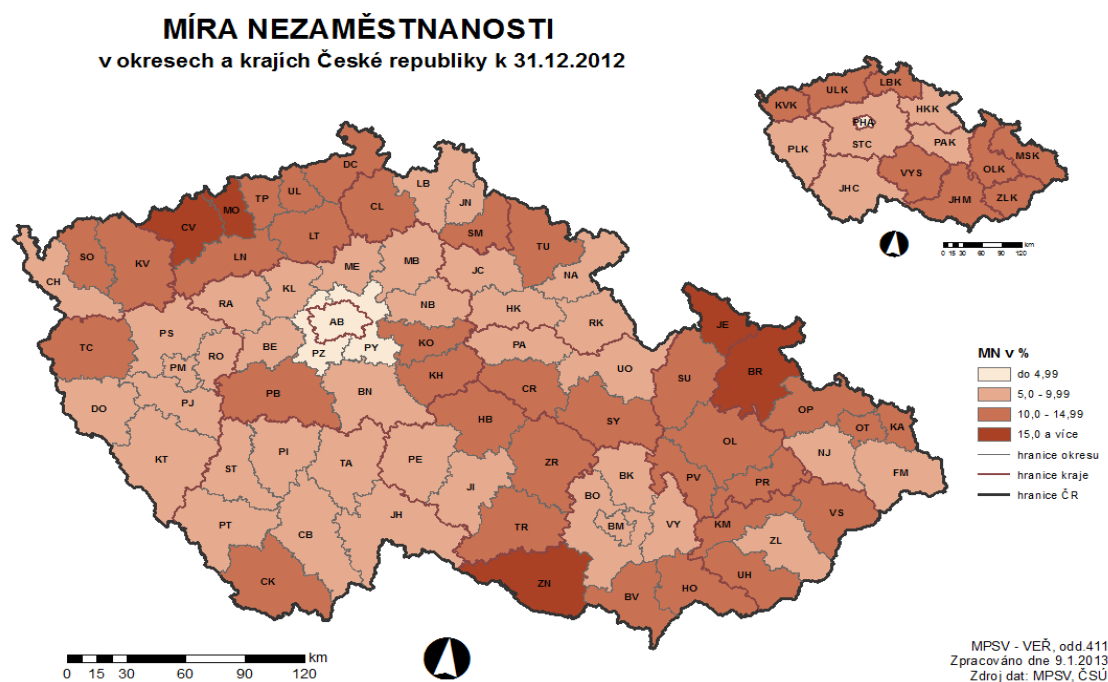 MÍRA NEZAMĚSTNANOSTI
v okresech a krajích České republiky k 31.12.2012
KVK
ULK
LBK
HKK
PHA
STC
PAK
PLK
JHC
VYS
OLK
MSK
JHM
ZLK
km
0 15 30 60 90 120
DC
LB
JN
UL
TP
MO
CV
CL
SM
TU
LT
SO
KV
LN
CH
ME
MB
JC
NA
KL
RA
NB
HK
RK
AB
PS
TC
RO
BE
PZ
PY
KO
PA
PM
UO
JE
BR
KH
CR
SU
PB
BN
DO
PJ
HB
SY
OP
OT
KA
OL
KT
ST
PI
TA
PE
ZR
NJ
FM
JI
BK
BO
PV
PR
VS
PT
CB
JH
TR
BM
VY
KM
ZL
CK
ZN
BV
HO
UH
MN v %
do 4,99
5,0 - 9,99
10,0 - 14,99
15,0 a více
hranice okresu
hranice kraje
hranice ČR
km
0 15 30 60 90 120
MPSV - VEŘ, odd.411
Zpracováno dne 9.1.2013
Zdroj dat: MPSV, ČSÚ